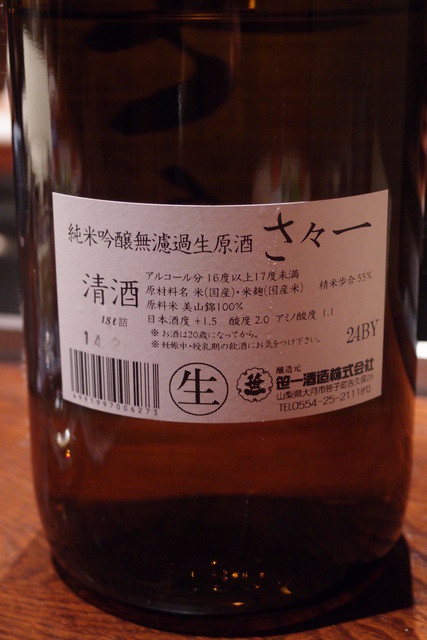 純米吟醸無濾過生原酒 さ々一
清酒
1.8ℓ詰
アルコール分 16度以上17度未満
原材料名 米(国産)・米麹(国産米) 精米歩合 55%
原料米 美山錦100%
日本酒度 +1.5 酸度 2.0 アミノ酸度 1.1
※お酒は20歳になってから。
※妊娠中・授乳期の飲酒にお気をつけ下さい。
24BY
14.
4991997006273
生
笹
醸造元
笹一酒造株式会社
山梨県大月市笹子町吉久保26
TEL0554-25-2111